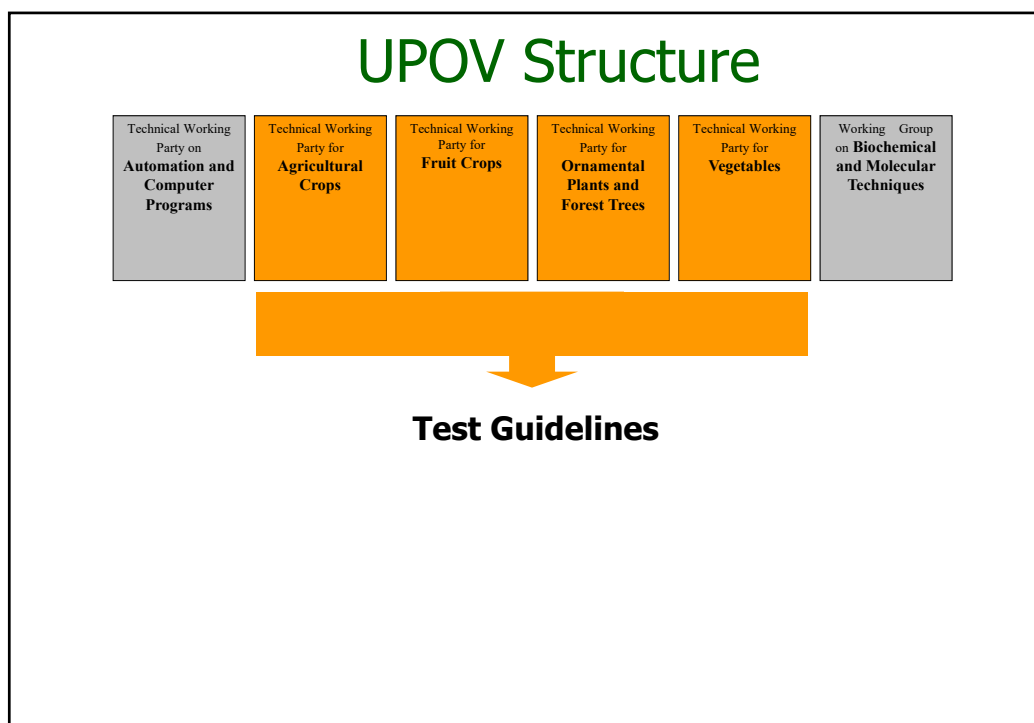 UPOV Structure
Technical Working
Party on
Automation and
Computer
Programs
Technical Working
Party for
Agricultural
Crops
Technical Working
Party for
Fruit Crops
Technical Working
Party for
Ornamental
Plants and
Forest Trees
Technical Working
Party for
Vegetables
Working Group
on Biochemical
and Molecular
Techniques
Test Guidelines